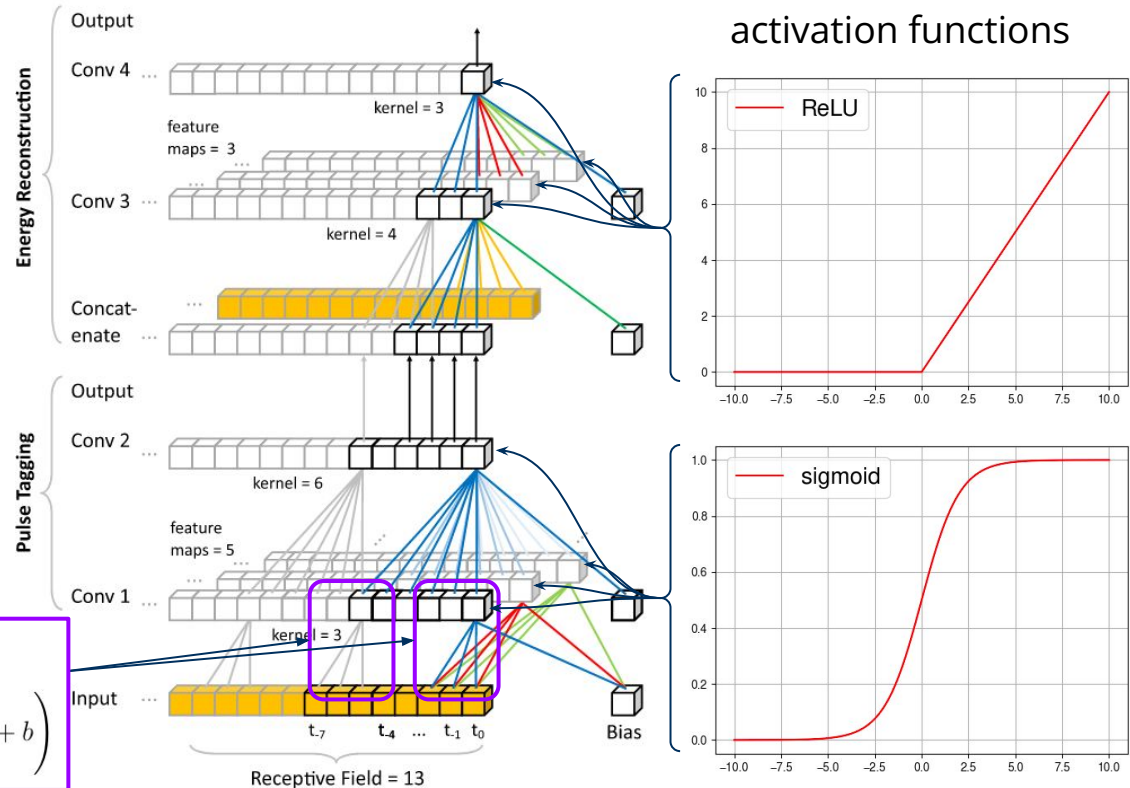 activation functions
Output
Conv 4 ...
kernel = 3
feature
maps = 3
...
...
Conv 3 ...
kernel = 4
Energy Reconstruction
...
Concat-
enate ...
Output
Conv 2 ...
kernel = 6
Pulse Tagging
feature
maps = 5
...
...
Conv 1 ...
kernel = 3
Input ...
t-7 t-4 ... t-1 t0
Bias
Receptive Field = 13
+ b)
ReLU
10
8
6
4
2
0
−10.0 −7.5 −5.0 −2.5 0.0 2.5 5.0 7.5 10.0
sigmoid
1.0
0.8
0.6
0.4
0.2
0.0
−10.0 −7.5 −5.0 −2.5 0.0 2.5 5.0 7.5 10.0